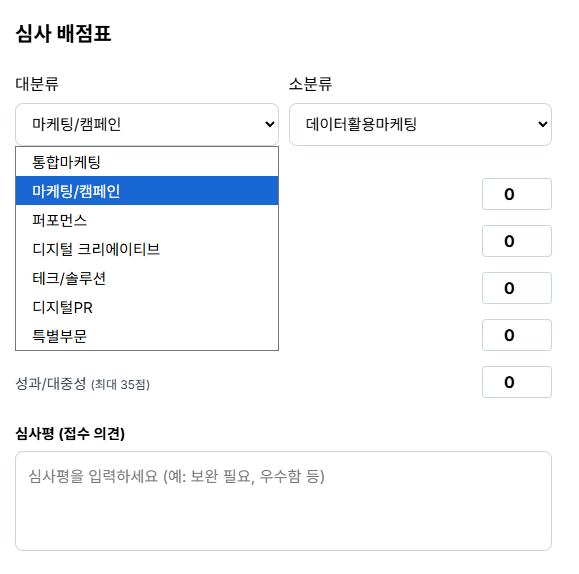 심사 배점표
대분류 소분류
마케팅/캠페인 데이터활용마케팅
통합마케팅
마케팅/캠페인
퍼포먼스
디지털 크리에이티브
테크/솔루션
디지털PR
특별부문
0
0
0
0
성과/대중성 (최대 35점) 0
심사평 (접수 의견)
심사평을 입력하세요 (예: 보완 필요, 우수함 등)